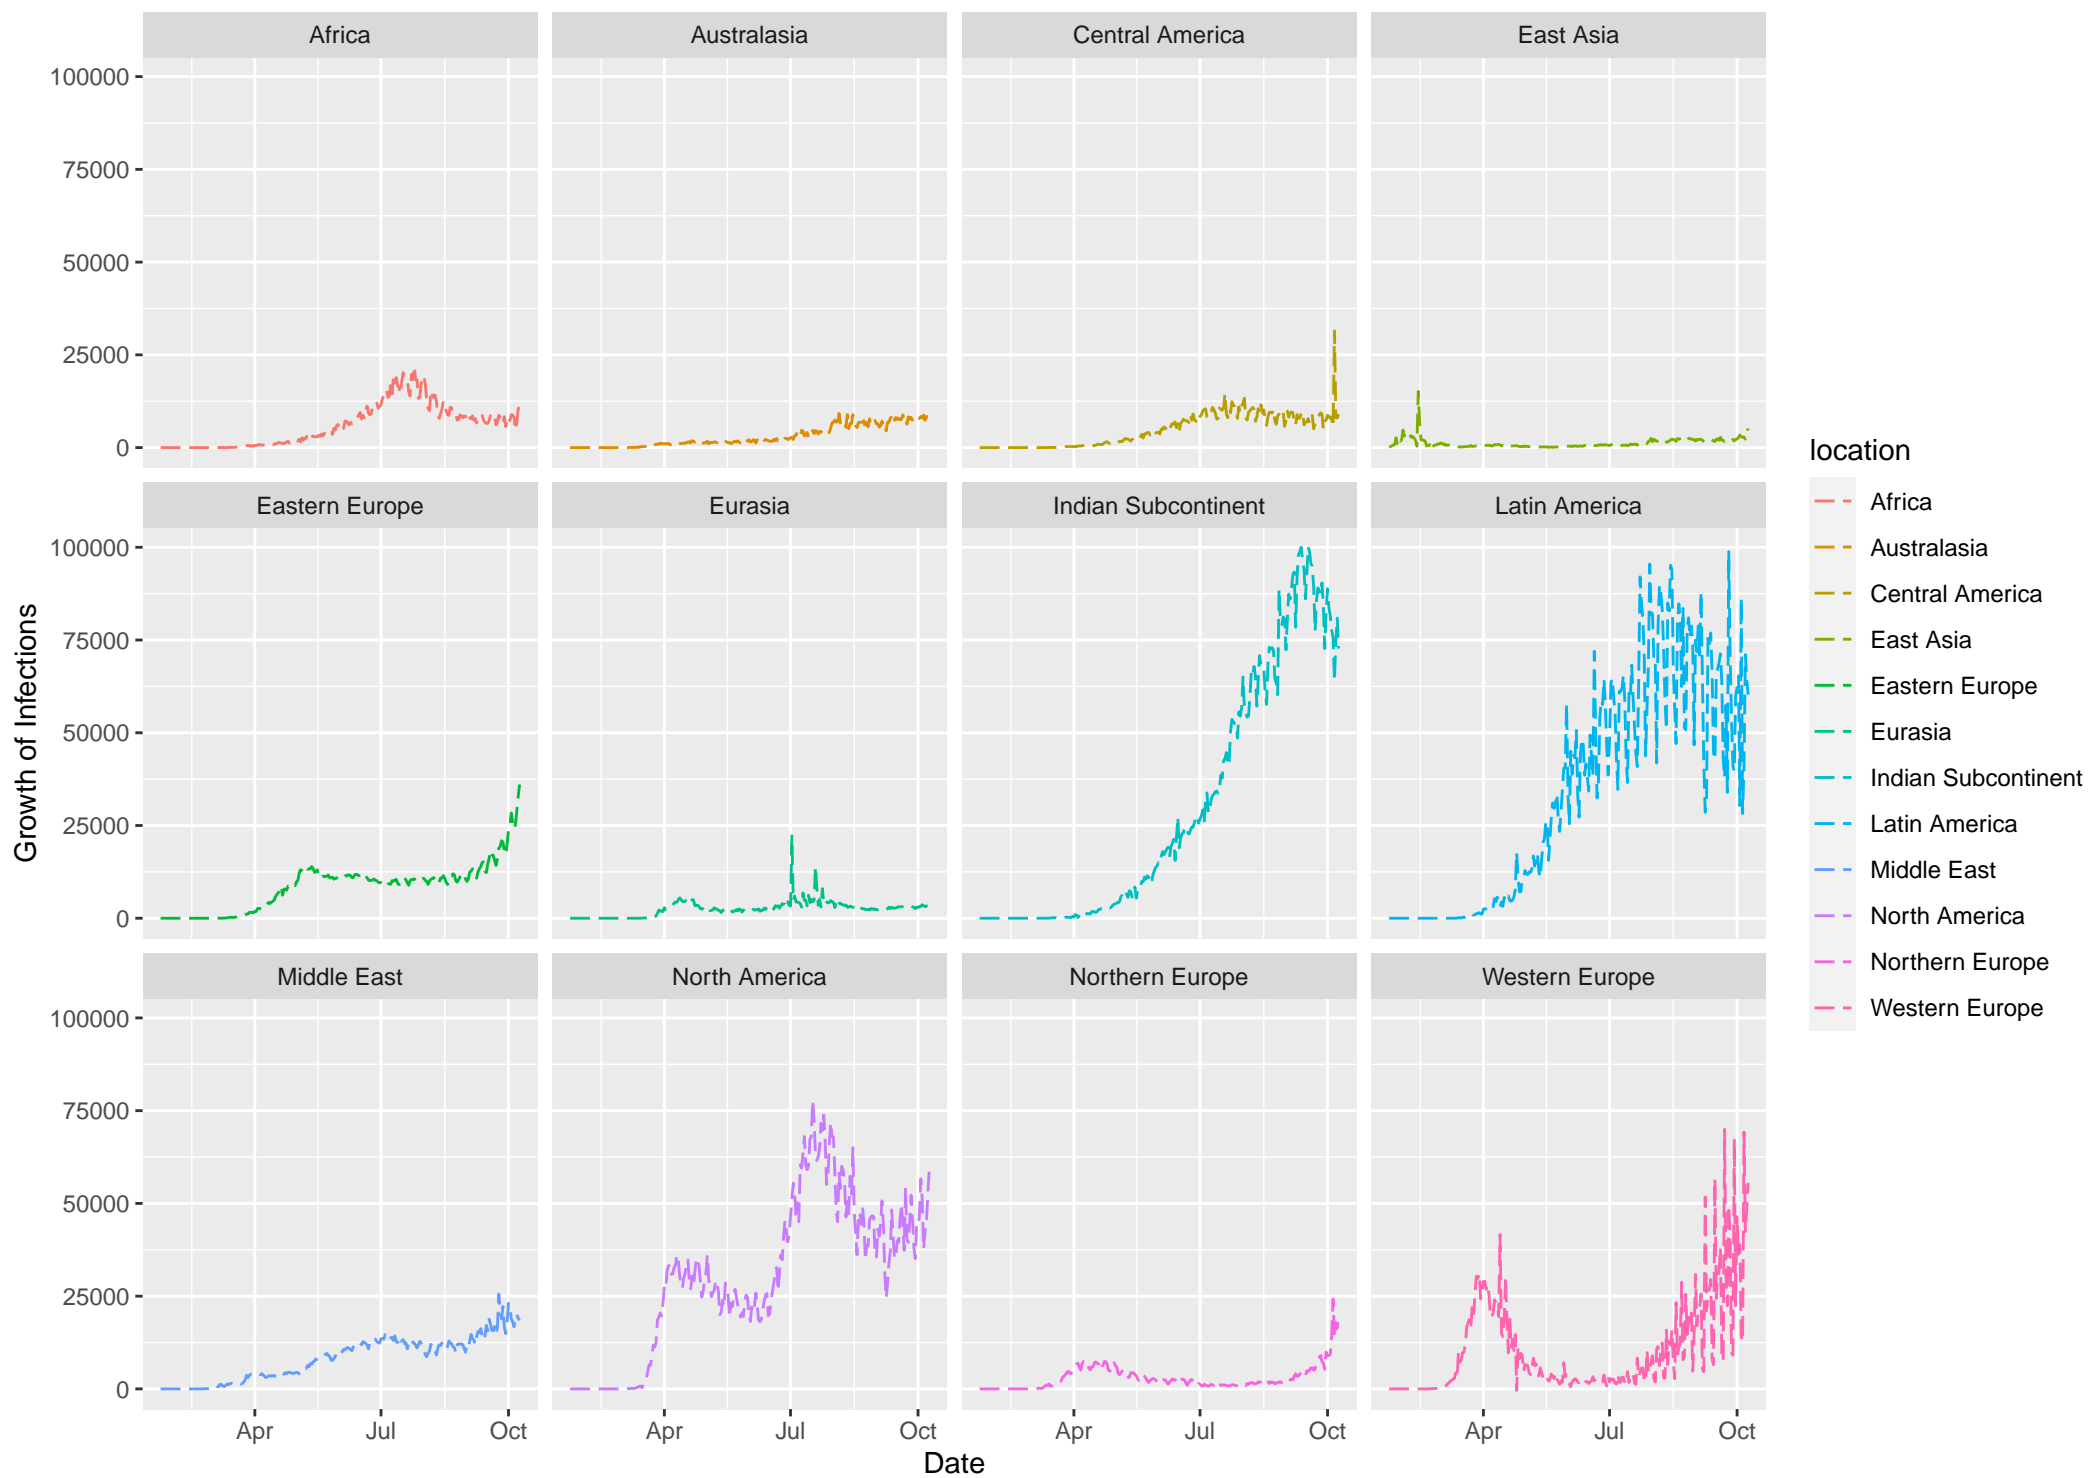 Africa
Australasia
Central America
East Asia
100000
75000
50000
25000
0
Eastern Europe
Eurasia
Indian Subcontinent
Latin America
100000
75000
50000
25000
0
Middle East
North America
Northern Europe
Western Europe
100000
75000
50000
25000
0
Apr Jul Oct
Apr Jul Oct
Apr Jul Oct
Apr Jul Oct
Date
Growth of Infections
location
Africa
Australasia
Central America
East Asia
Eastern Europe
Eurasia
Indian Subcontinent
Latin America
Middle East
North America
Northern Europe
Western Europe